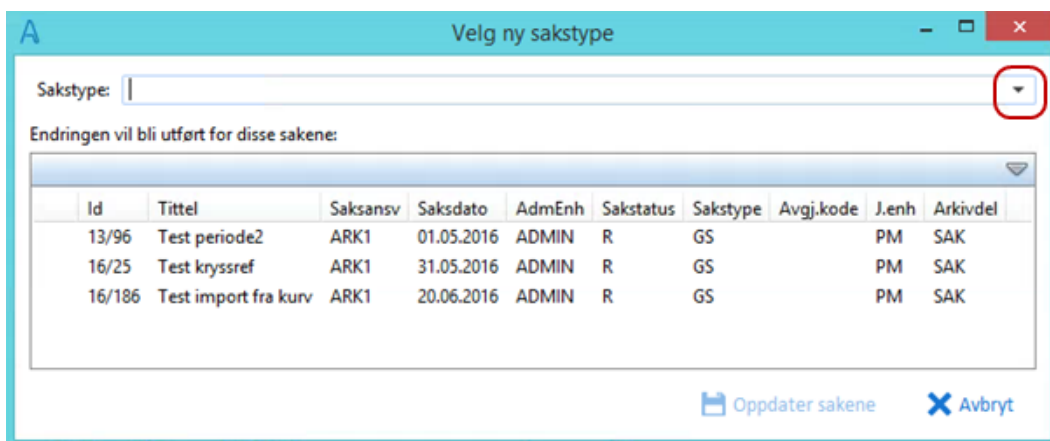 A Velg ny sakstype
Sakstype:
Endringen vil bli utført for disse sakene:
Id Tittel Saksansv Saksdato AdmEnh Sakstatus Sakstype Avgj.kode J.enh Arkivdel
13/96 Test periode2 ARK1 01.05.2016 ADMIN R GS PM SAK
16/25 Test kryssref ARK1 31.05.2016 ADMIN R GS PM SAK
16/186 Test import fra kurv ARK1 20.06.2016 ADMIN R GS PM SAK
Oppdater sakene Avbryt